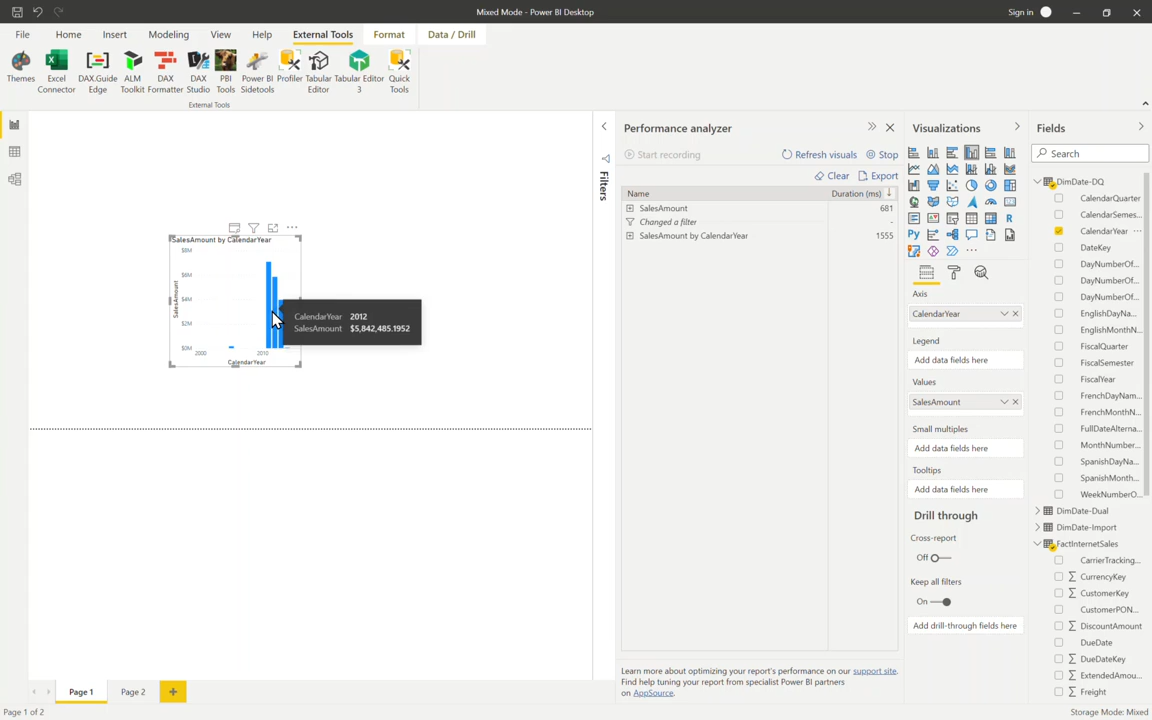 Mixed Mode - Power BI Desktop
Sign in
File Home Insert Modeling View Help External Tools Format Data / Drill
Themes
Excel Connector
DAX.Guide Edge
ALM Toolkit
DAX Formatter
DAX Studio
PBI Tools
Power BI Sidetools
Profiler
Tabular Editor
Tabular Editor 3
Quick Tools
External Tools
SalesAmount by CalendarYear
$8M
$6M
$4M
$2M
$0M
SalesAmount
2000 2010
CalendarYear
CalendarYear 2012
SalesAmount $5,842,485.1952
Filters
Performance analyzer
Start recording Refresh visuals Stop
Clear Export
Name Duration (ms)
SalesAmount 681
Changed a filter -
SalesAmount by CalendarYear 1555
Learn more about optimizing your report's performance on our support site.
Find help tuning your report from specialist Power BI partners
on AppSource.
Visualizations
R
Py
123
Axis
CalendarYear
Legend
Add data fields here
Values
SalesAmount
Small multiples
Add data fields here
Tooltips
Add data fields here
Drill through
Cross-report
Off
Keep all filters
On
Add drill-through fields here
Fields
Search
DimDate-DQ
CalendarQuarter
CalendarSemes...
CalendarYear
DateKey
DayNumberOf...
DayNumberOf...
DayNumberOf...
EnglishDayNa...
EnglishMonthN...
FiscalQuarter
FiscalSemester
FiscalYear
FrenchDayNam...
FrenchMonthN...
FullDateAlterna...
MonthNumber...
SpanishDayNa...
SpanishMonth...
WeekNumberO...
DimDate-Dual
DimDate-Import
FactInternetSales
CarrierTracking...
CurrencyKey
CustomerKey
CustomerPON...
DiscountAmount
DueDate
DueDateKey
ExtendedAmou...
Freight
Page 1 Page 2
Page 1 of 2
Storage Mode: Mixed